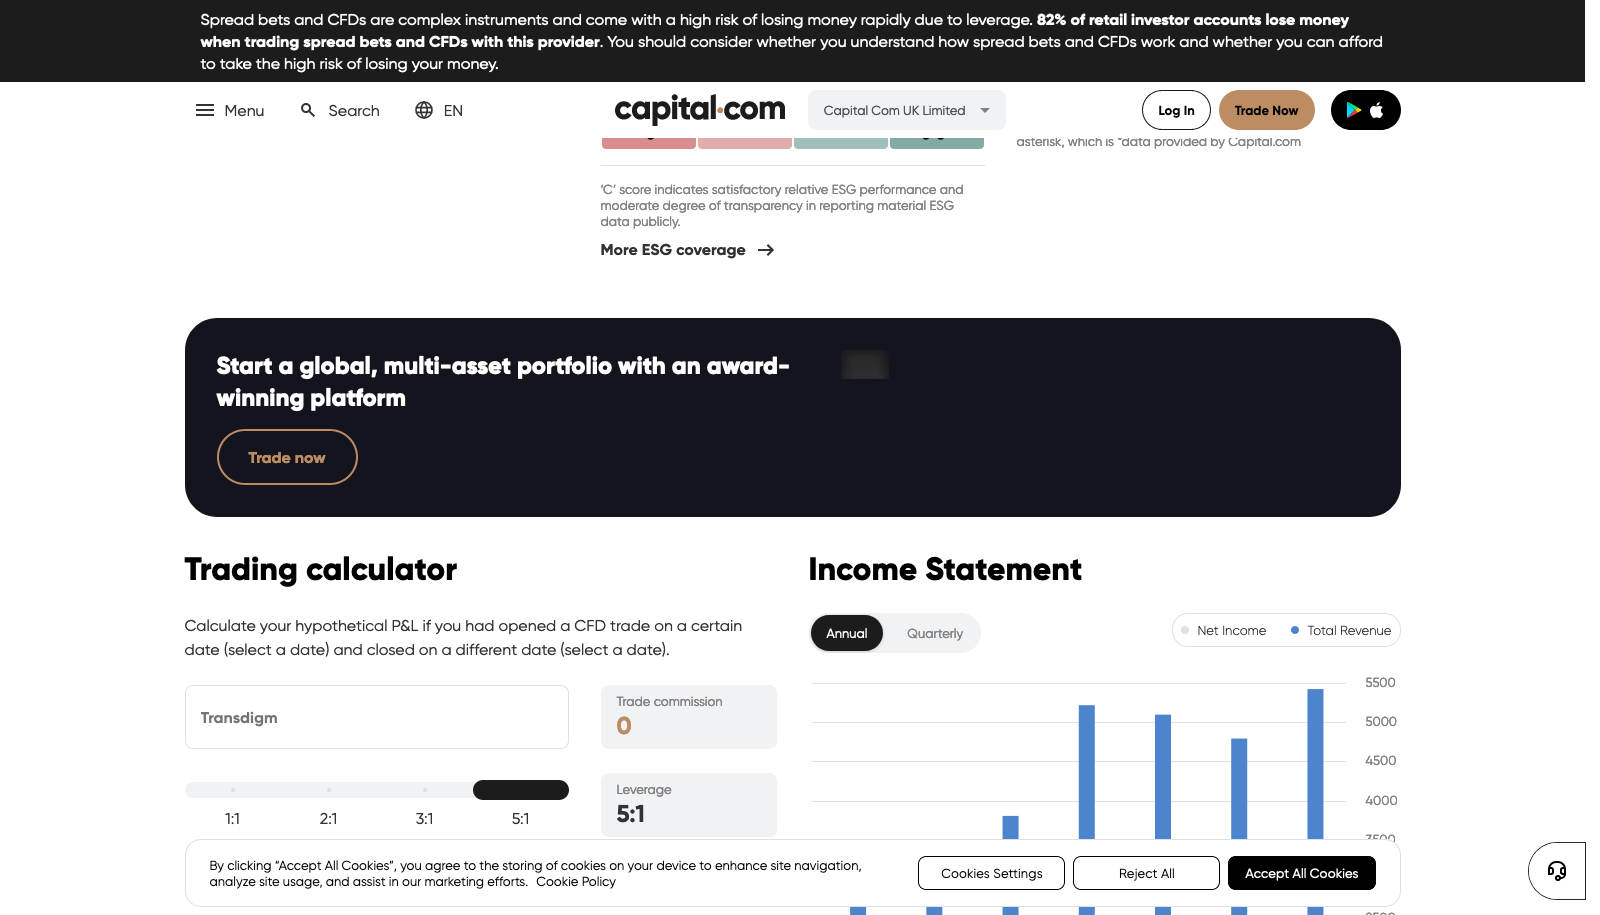 Spread bets and CFDs are complex instruments and come with a high risk of losing money rapidly due to leverage. 82% of retail investor accounts lose money
when trading spread bets and CFDs with this provider. You should consider whether you understand how spread bets and CFDs work and whether you can afford
to take the high risk of losing your money.
Menu
Search
EN
capital.com
Capital Com UK Limited
Log In
Trade Now
asterisk, which is *data provided by Capital.com
‘C’ score indicates satisfactory relative ESG performance and
moderate degree of transparency in reporting material ESG
data publicly.
More ESG coverage
Start a global, multi-asset portfolio with an award-
winning platform
Trade now
Trading calculator
Calculate your hypothetical P&L if you had opened a CFD trade on a certain
date (select a date) and closed on a different date (select a date).
Transdigm
Trade commission
0
1:1
2:1
3:1
5:1
Leverage
5:1
Income Statement
Annual
Quarterly
Net Income
Total Revenue
5500
5000
4500
4000
3500
By clicking “Accept All Cookies”, you agree to the storing of cookies on your device to enhance site navigation,
analyze site usage, and assist in our marketing efforts. Cookie Policy
Cookies Settings
Reject All
Accept All Cookies